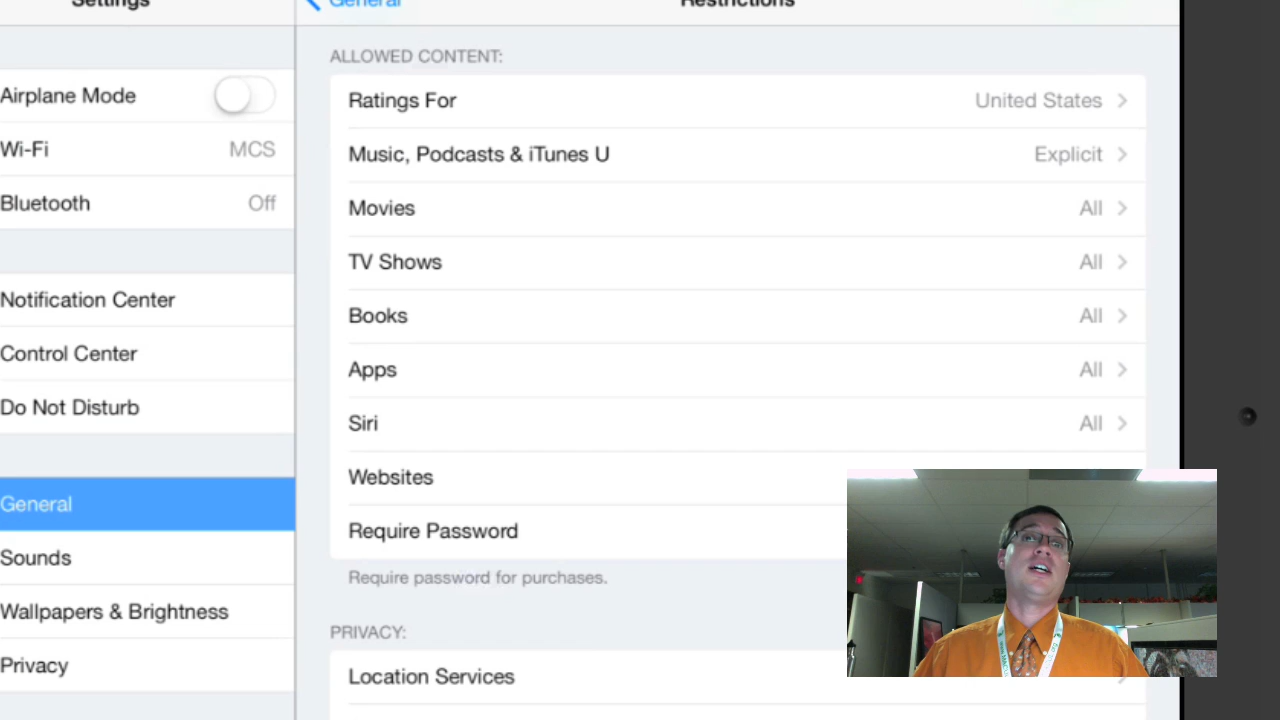 Settings
General
Restrictions
Airplane Mode
Wi-Fi MCS
Bluetooth Off
Notification Center
Control Center
Do Not Disturb
General
Sounds
Wallpapers & Brightness
Privacy
ALLOWED CONTENT:
Ratings For United States
Music, Podcasts & iTunes U Explicit
Movies All
TV Shows All
Books All
Apps All
Siri All
Websites
Require Password
Require password for purchases.
PRIVACY:
Location Services